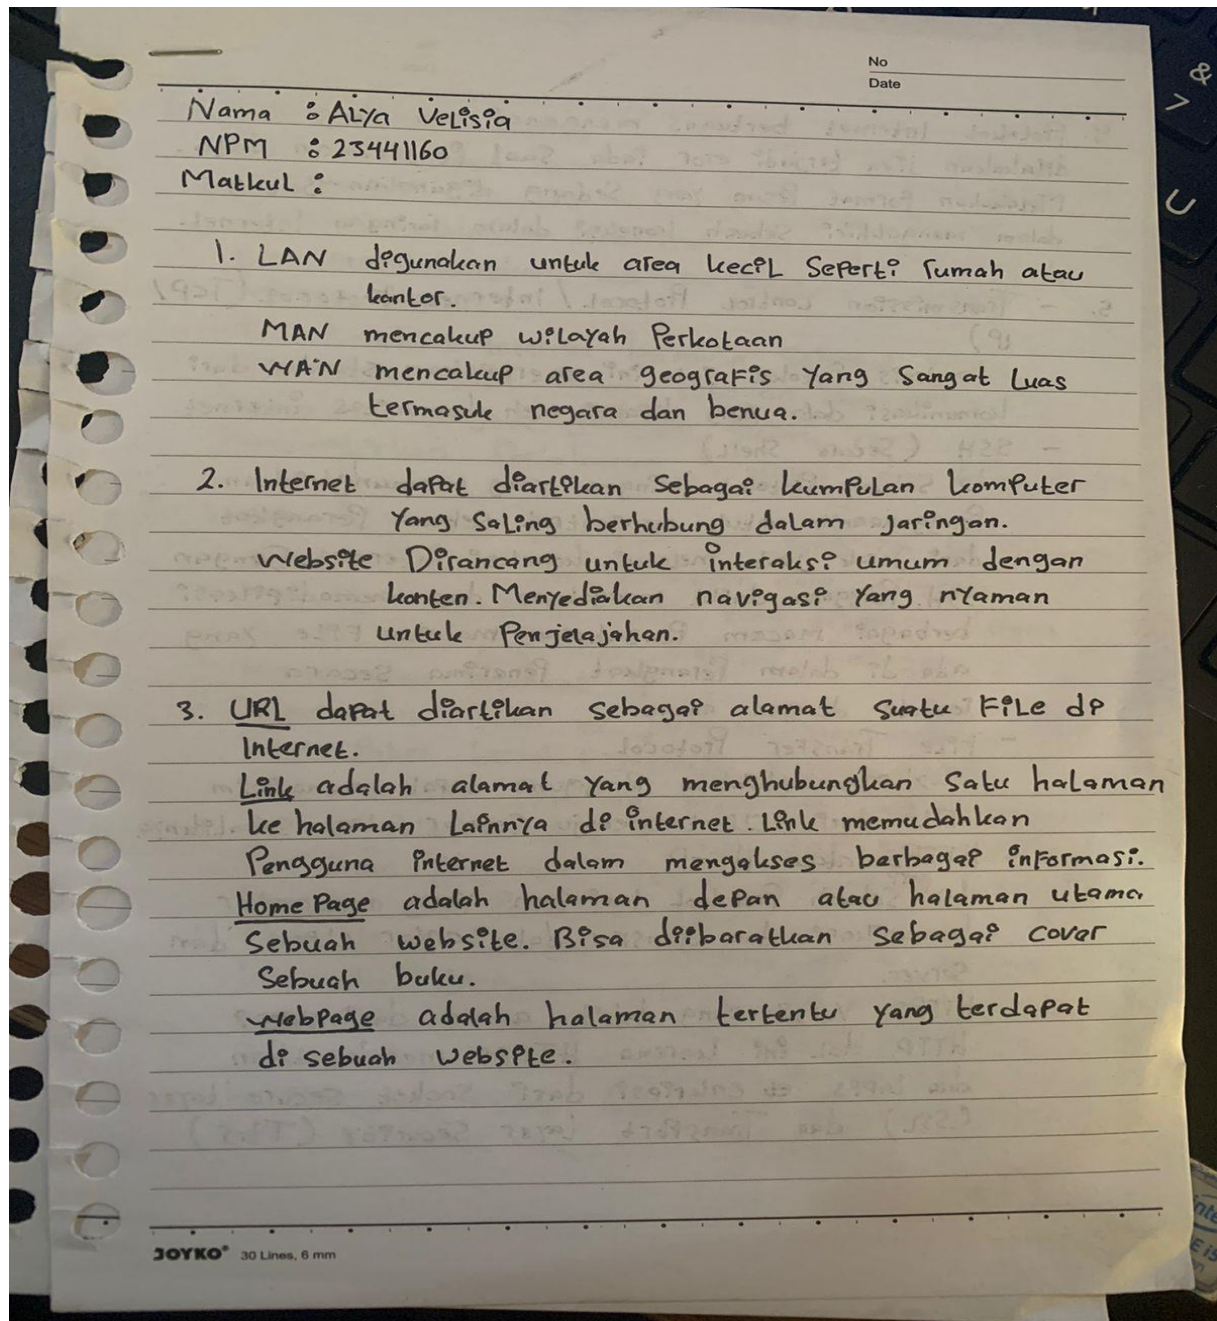 No
Date
Nama : Alya Velisia
NPM : 23441160
Matkul :
1. LAN digunakan untuk area kecil seperti rumah atau
kantor.
MAN mencakup wilayah Perkotaan
WAN mencakup area geografis yang sangat luas
termasuk negara dan benua.
2. Internet dapat diartikan sebagai kumpulan komputer
yang saling berhubung dalam jaringan.
Website Dirancang untuk interaksi umum dengan
konten. Menyediakan navigasi yang nyaman
untuk Penjelajahan.
3. URL dapat diartikan sebagai alamat suatu File di
Internet.
Link adalah alamat yang menghubungkan satu halaman
ke halaman lainnya di internet. Link memudahkan
Pengguna internet dalam mengakses berbagai informasi.
Home Page adalah halaman depan atau halaman utama
Sebuah website. Bisa diibaratkan sebagai cover
Sebuah buku.
Webpage adalah halaman tertentu yang terdapat
di sebuah website.
JOYKO® 30 Lines, 6 mm
&
7
U